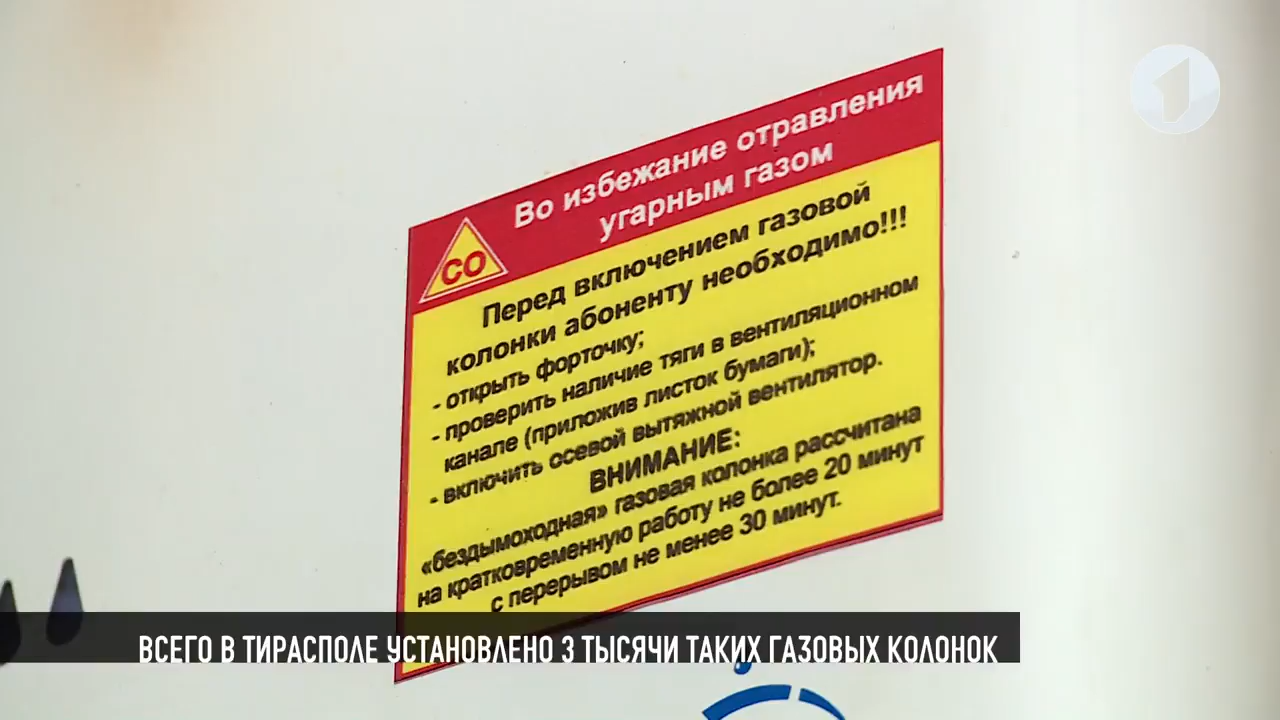 Во избежание отравления
угарным газом
CO
Перед включением газовой
колонки абоненту необходимо!!!
- открыть форточку;
- проверить наличие тяги в вентиляционном
канале (приложив листок бумаги);
- включить осевой вытяжной вентилятор.
ВНИМАНИЕ:
«бездымоходная» газовая колонка рассчитана
на кратковременную работу не более 20 минут
с перерывом не менее 30 минут.
ВСЕГО В ТИРАСПОЛЕ УСТАНОВЛЕНО 3 ТЫСЯЧИ ТАКИХ ГАЗОВЫХ КОЛОНОК
1